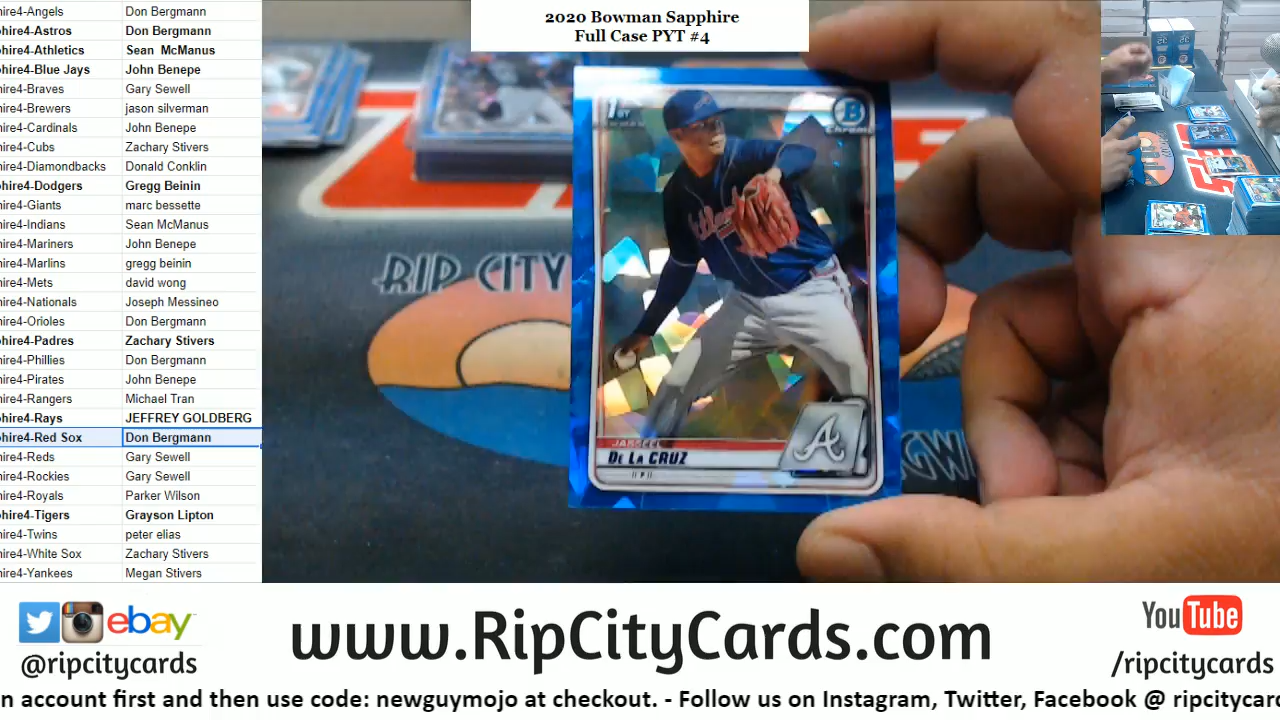 2020 Bowman Sapphire
Full Case PYT #4
hire4-Angels Don Bergmann
hire4-Astros Don Bergmann
hire4-Athletics Sean McManus
hire4-Blue Jays John Benepe
hire4-Braves Gary Sewell
hire4-Brewers jason silverman
hire4-Cardinals John Benepe
hire4-Cubs Zachary Stivers
hire4-Diamondbacks Donald Conklin
hire4-Dodgers Gregg Beinin
hire4-Giants marc bessette
hire4-Indians Sean McManus
hire4-Mariners John Benepe
hire4-Marlins gregg beinin
hire4-Mets david wong
hire4-Nationals Joseph Messineo
hire4-Orioles Don Bergmann
hire4-Padres Zachary Stivers
hire4-Phillies Don Bergmann
hire4-Pirates John Benepe
hire4-Rangers Michael Tran
hire4-Rays JEFFREY GOLDBERG
hire4-Red Sox Don Bergmann
hire4-Reds Gary Sewell
hire4-Rockies Gary Sewell
hire4-Royals Parker Wilson
hire4-Tigers Grayson Lipton
hire4-Twins peter elias
hire4-White Sox Zachary Stivers
hire4-Yankees Megan Stivers
1st
B
Chrome
RIP CITY
A
DE LA CRUZ
P
ebay
@ripcitycards
www.RipCityCards.com
YouTube
/ripcitycards
n account first and then use code: newguymojo at checkout. - Follow us on Instagram, Twitter, Facebook @ ripcitycard